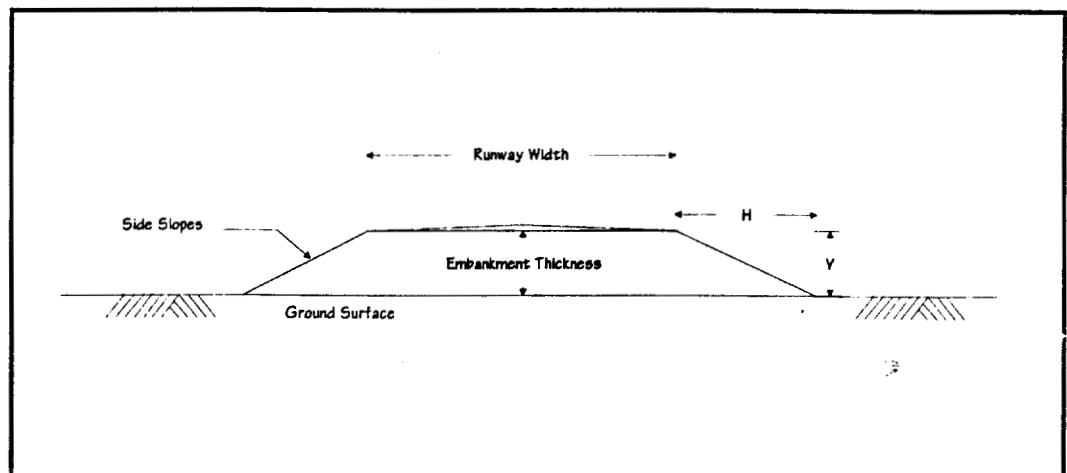 Runway Width
H
Side Slopes
Embankment Thickness
Y
Ground Surface